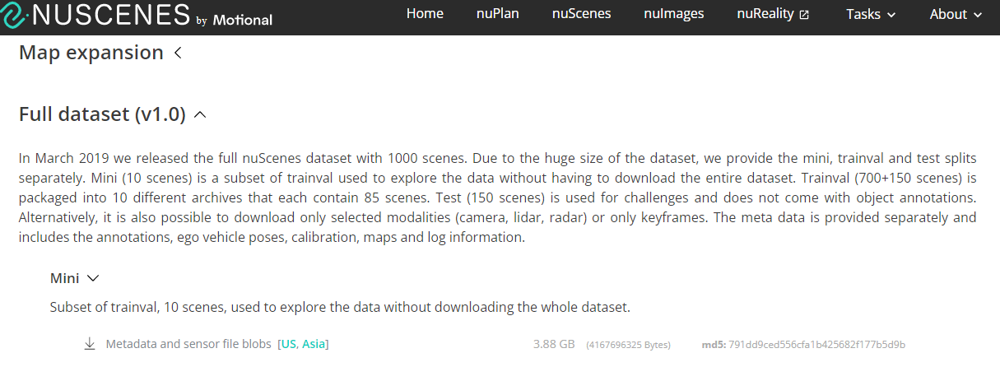 NUSCENES by Motional
Home nuPlan nuScenes nuImages nuReality Tasks About
Map expansion
Full dataset (v1.0)
In March 2019 we released the full nuScenes dataset with 1000 scenes. Due to the huge size of the dataset, we provide the mini, trainval and test splits
separately. Mini (10 scenes) is a subset of trainval used to explore the data without having to download the entire dataset. Trainval (700+150 scenes) is
packaged into 10 different archives that each contain 85 scenes. Test (150 scenes) is used for challenges and does not come with object annotations.
Alternatively, it is also possible to download only selected modalities (camera, lidar, radar) or only keyframes. The meta data is provided separately and
includes the annotations, ego vehicle poses, calibration, maps and log information.
Mini
Subset of trainval, 10 scenes, used to explore the data without downloading the whole dataset.
Metadata and sensor file blobs [US, Asia] 3.88 GB (4167696325 Bytes) md5: 791dd9ced556cfa1b425682f177b5d9b